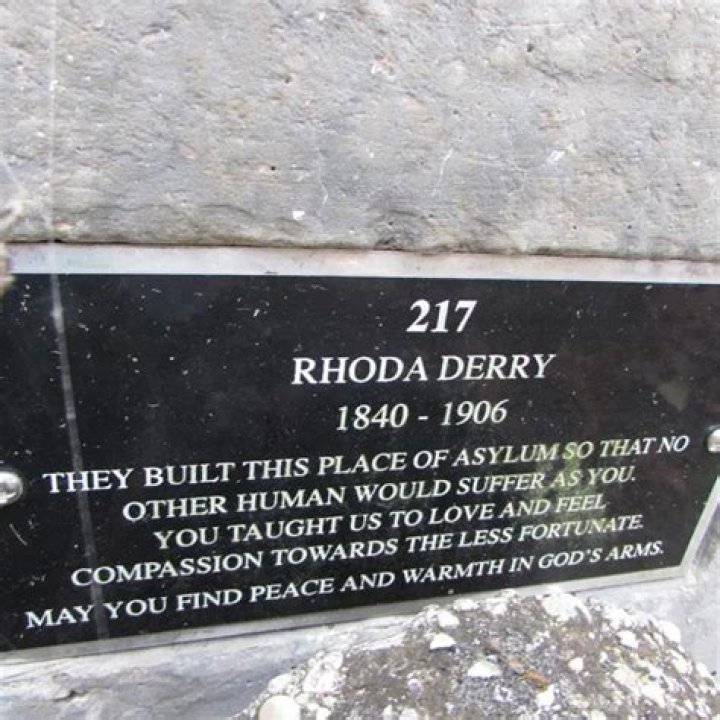 217
RHODA DERRY
1840 - 1906
THEY BUILT THIS PLACE OF ASYLUM SO THAT NO
OTHER HUMAN WOULD SUFFER AS YOU.
YOU TAUGHT US TO LOVE AND FEEL
COMPASSION TOWARDS THE LESS FORTUNATE.
MAY YOU FIND PEACE AND WARMTH IN GOD'S ARMS.